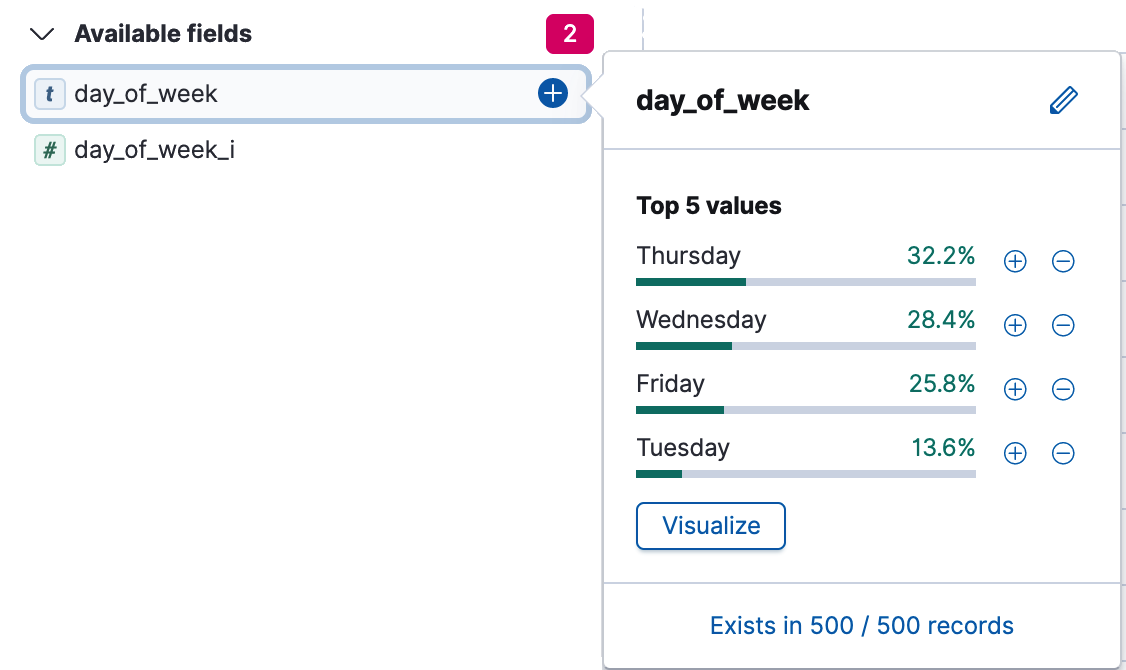 Available fields
2
t day_of_week
# day_of_week_i
day_of_week
Top 5 values
Thursday 32.2%
Wednesday 28.4%
Friday 25.8%
Tuesday 13.6%
Visualize
Exists in 500 / 500 records